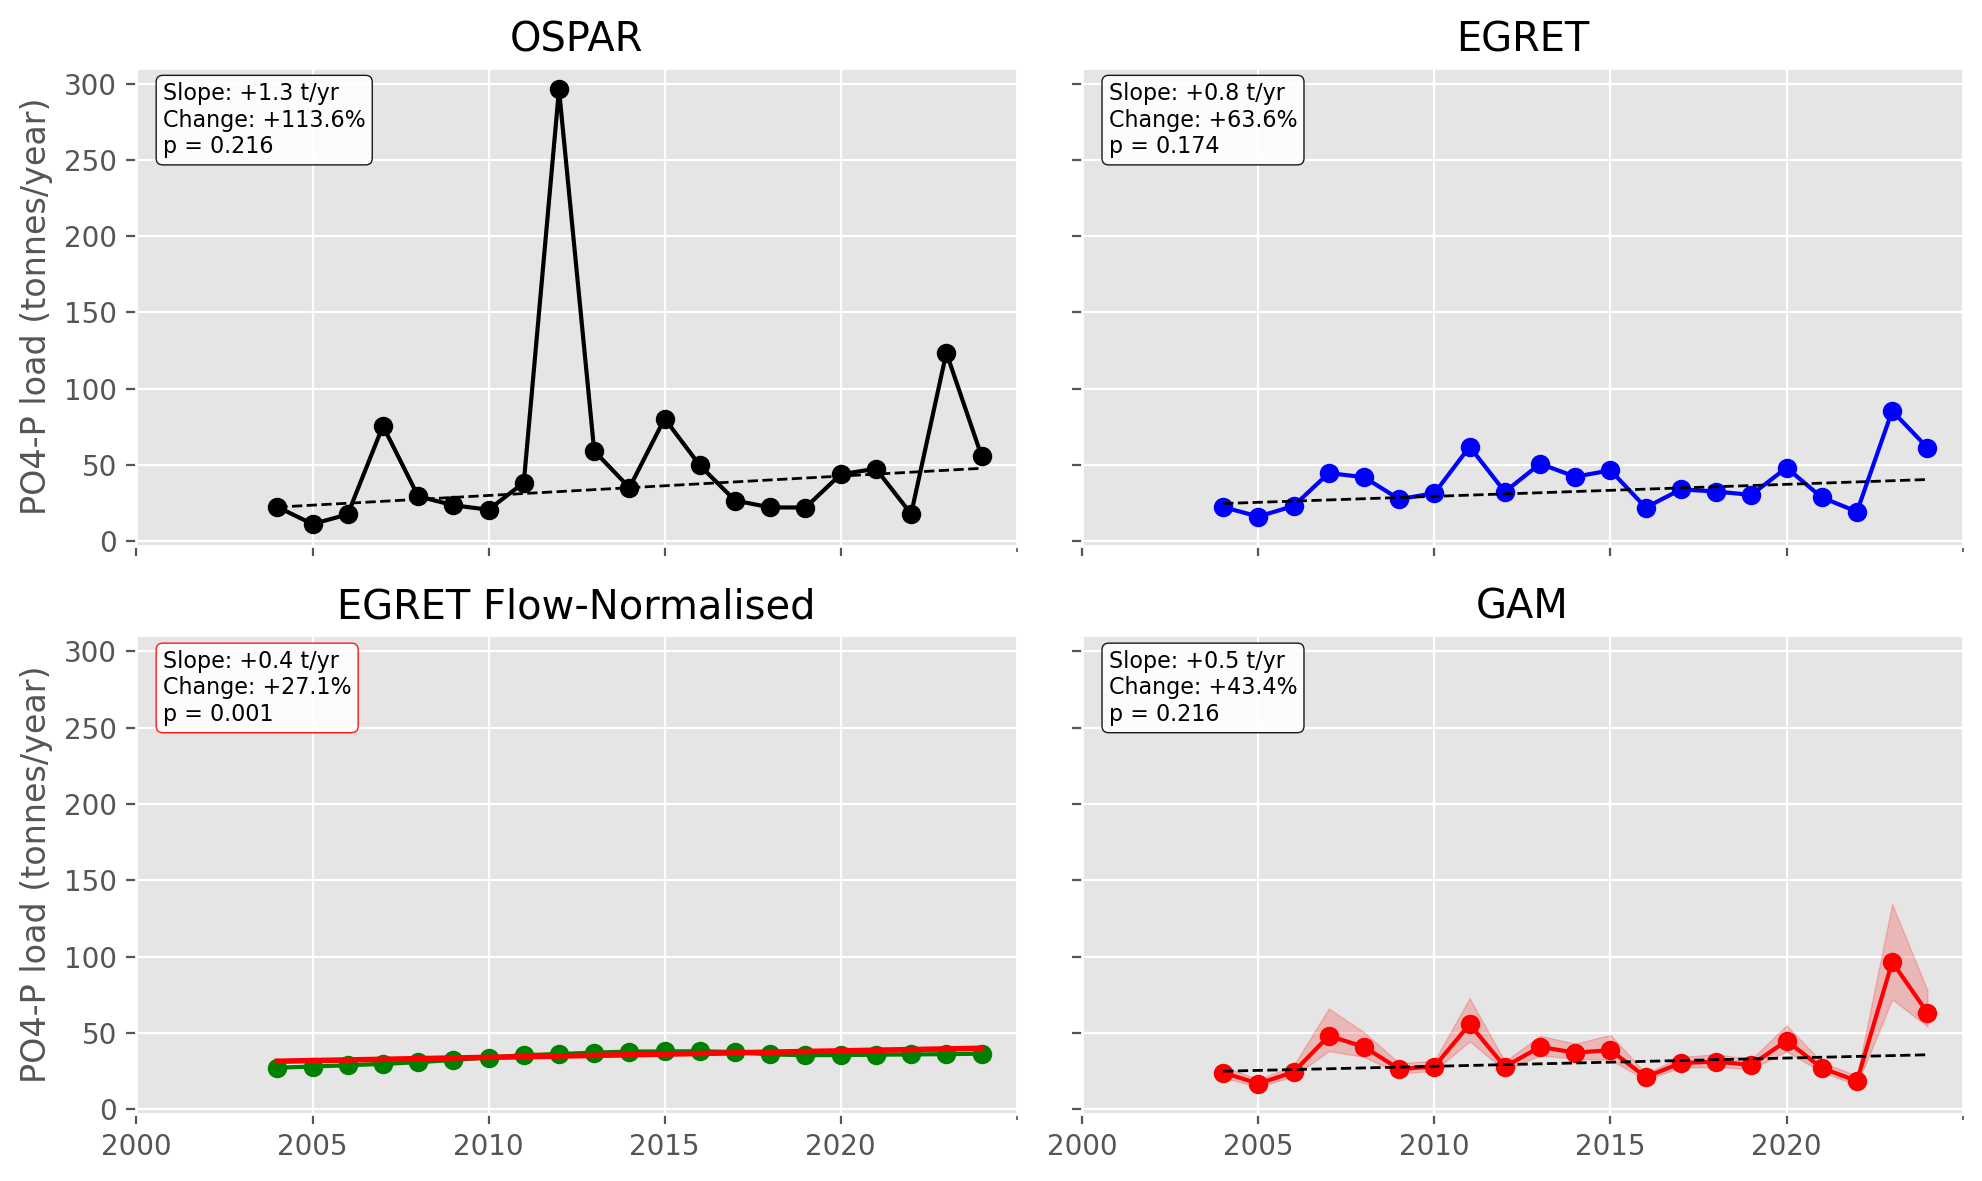 OSPAR
PO4-P load (tonnes/year)
300
250
200
150
100
50
0
Slope: +1.3 t/yr
Change: +113.6%
p = 0.216
EGRET
Slope: +0.8 t/yr
Change: +63.6%
p = 0.174
EGRET Flow-Normalised
PO4-P load (tonnes/year)
300
250
200
150
100
50
0
Slope: +0.4 t/yr
Change: +27.1%
p = 0.001
2000 2005 2010 2015 2020
GAM
Slope: +0.5 t/yr
Change: +43.4%
p = 0.216
2000 2005 2010 2015 2020